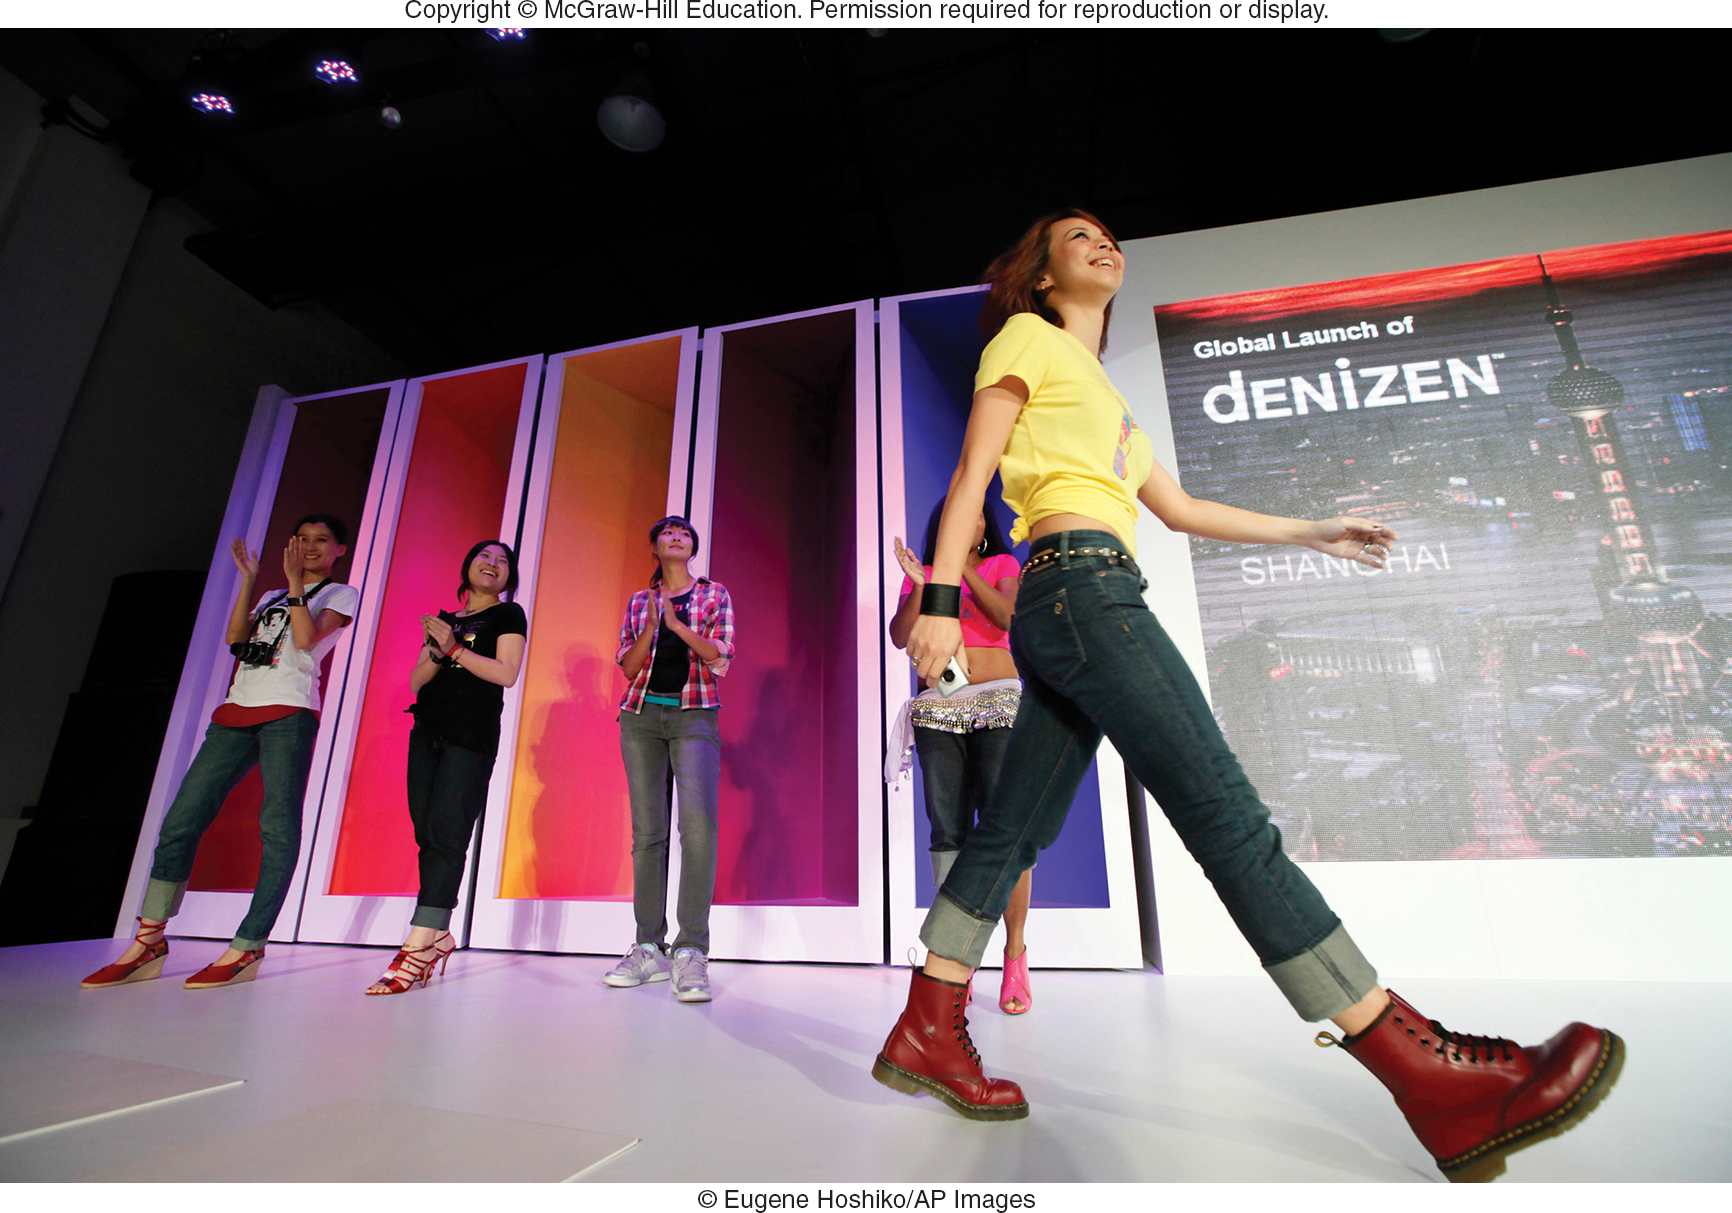 Copyright © McGraw-Hill Education. Permission required for reproduction or display.
Global Launch of
dENiZEN™
SHANGHAI
© Eugene Hoshiko/AP Images